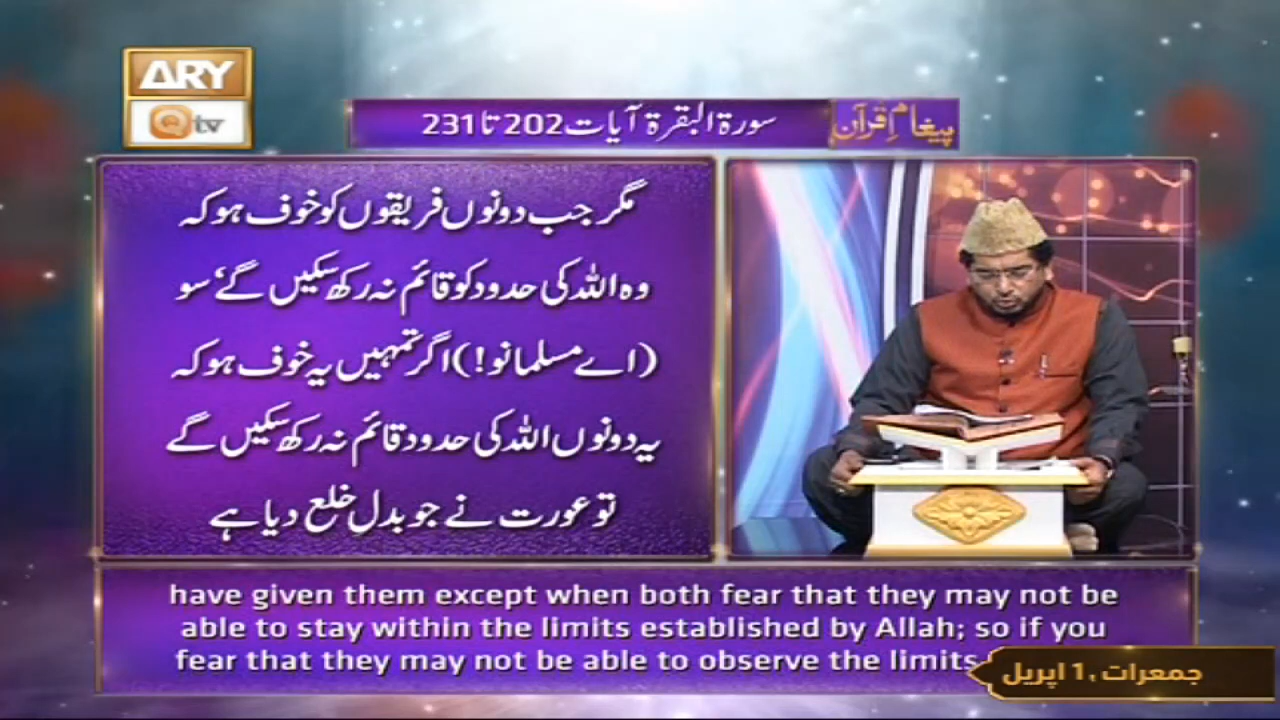 ARY
Qtv
پیغامِ قرآن
سورۃ البقرۃ آیات 202 تا 231
مگر جب دونوں فریقوں کو خوف ہو کہ
وہ اللہ کی حدود کو قائم نہ رکھ سکیں گے‘ سو
(اے مسلمانو!) اگر تمہیں یہ خوف ہو کہ
یہ دونوں اللہ کی حدود قائم نہ رکھ سکیں گے
تو عورت نے جو بدلِ خلع دیا ہے
have given them except when both fear that they may not be
able to stay within the limits established by Allah; so if you
fear that they may not be able to observe the limits
جمعرات، 1 اپریل